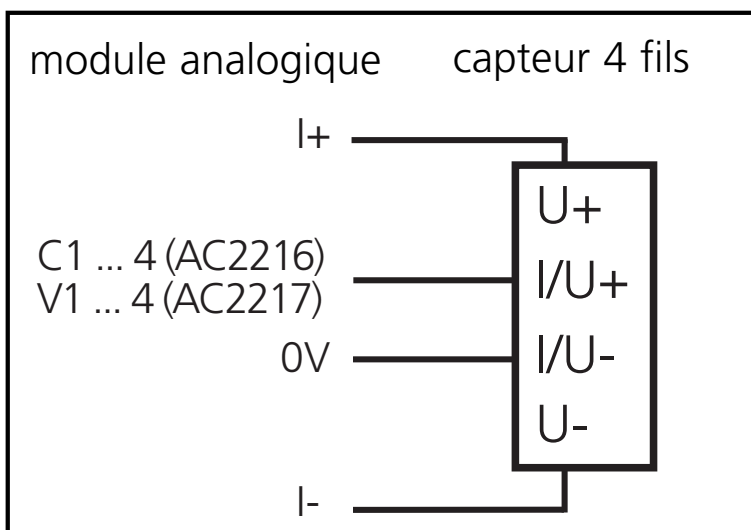 module analogique
capteur 4 fils
I+
U+
C1 ... 4 (AC2216)
V1 ... 4 (AC2217)
I/U+
0V
I/U-
U-
I-